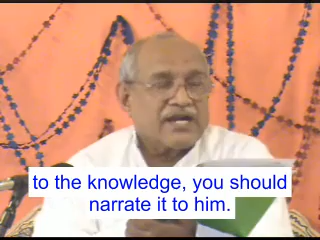 to the knowledge, you should
narrate it to him.